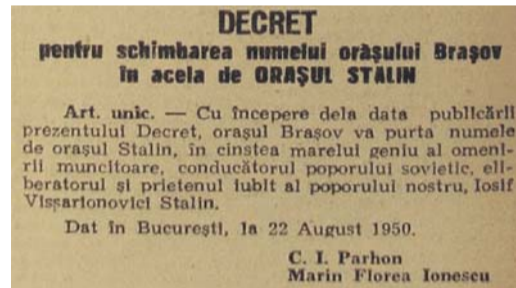 DECRET
pentru schimbarea numelui orășului Brașov
în acela de ORAȘUL STALIN
Art. unic. — Cu începere dela data publicării
prezentului Decret, orașul Brașov va purta numele
de orașul Stalin, în cinstea marelui geniu al omeni-
rii muncitoare, conducătorul poporului sovietic, eli-
beratorul și prietenul iubit al poporului nostru, Iosif
Vissarionovici Stalin.
Dat în București, la 22 August 1950.
C. I. Parhon
Marin Florea Ionescu